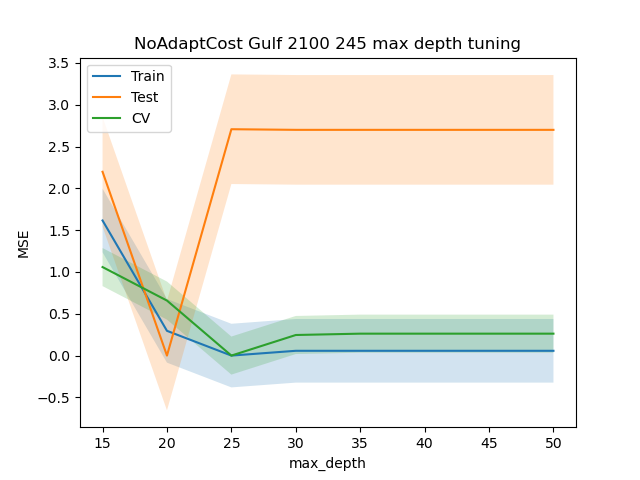 NoAdaptCost Gulf 2100 245 max depth tuning
Train
Test
CV
MSE
3.5
3.0
2.5
2.0
1.5
1.0
0.5
0.0
−0.5
15 20 25 30 35 40 45 50
max_depth